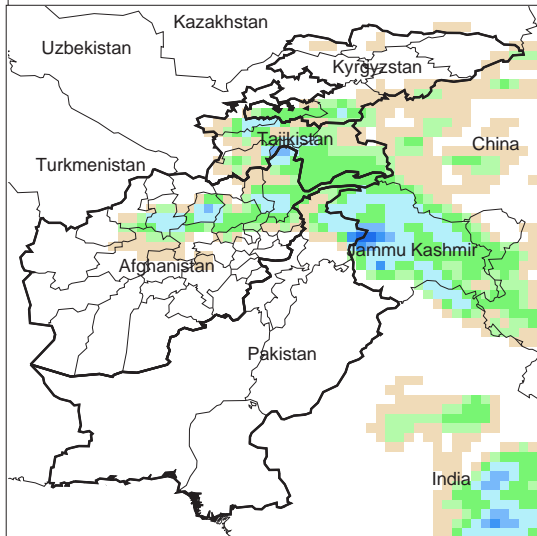 Kazakhstan
Uzbekistan
Kyrgyzstan
Tajikistan
China
Turkmenistan
Jammu Kashmir
Afghanistan
Pakistan
India